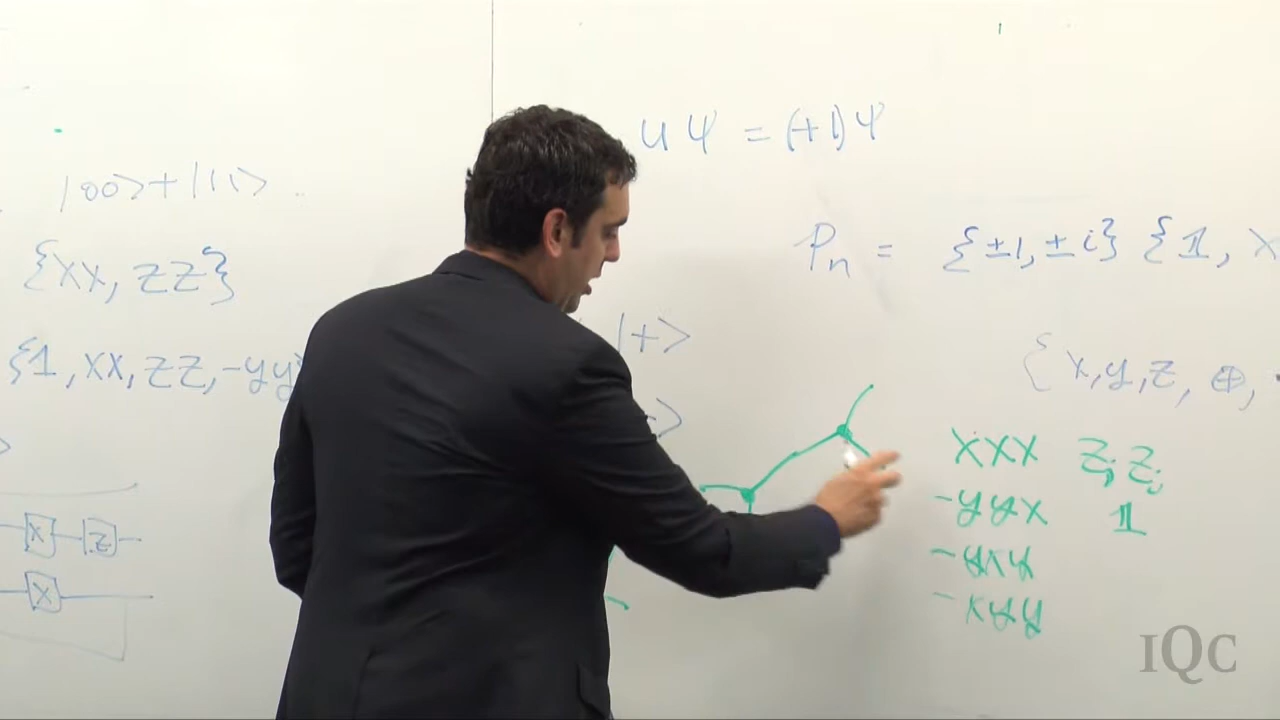 uψ = (+1)ψ
|00>+|11>
Pn = {±1,±i} {1, X
{XX, ZZ}
|+>
{1, XX, ZZ, -yy
{X, y, Z, ⊕,
>
XXX ZjZj
-yyX 1
X Z
-yXy
X
-Xyy
IQC